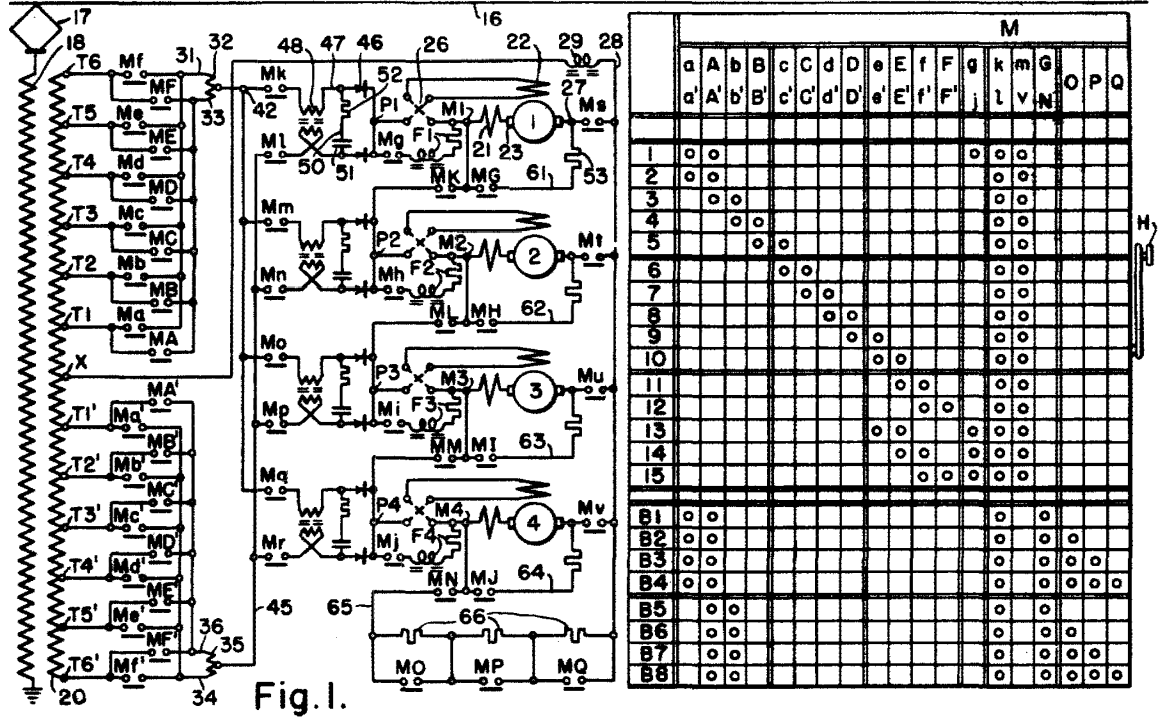 16
17
18
T6
Mf
31
32
MF
33
T5
Me
ME
T4
Md
MD
T3
Mc
MC
T2
Mb
MB
T1
Ma
MA
X
MA'
T1'
Ma'
MB'
T2'
Mb'
MC'
T3'
Mc'
MD'
T4'
Md'
ME'
T5'
Me'
MF'
36
35
T6'
Mf'
34
20
45
42
Mk
48
47
46
26
22
29
28
52
P1
M1
27
Ms
1
Ml
50
51
Mg
F1
21
23
53
MK
MG
61
Mm
P2
M2
2
Mt
Mn
Mh
F2
ML
MH
62
Mo
P3
M3
3
Mu
Mp
Mi
F3
MM
MI
63
Mq
P4
M4
4
Mv
Mr
Mj
F4
MN
MJ
64
65
66
MO
MP
MQ
Fig.1.
M
a A b B c C d D e E f F g k m G O P Q
a' A' b' B' c' C' d' D' e' E' f' F' j l v N
1
2
3
4
5
6
7
8
9
10
11
12
13
14
15
B1
B2
B3
B4
B5
B6
B7
B8
H